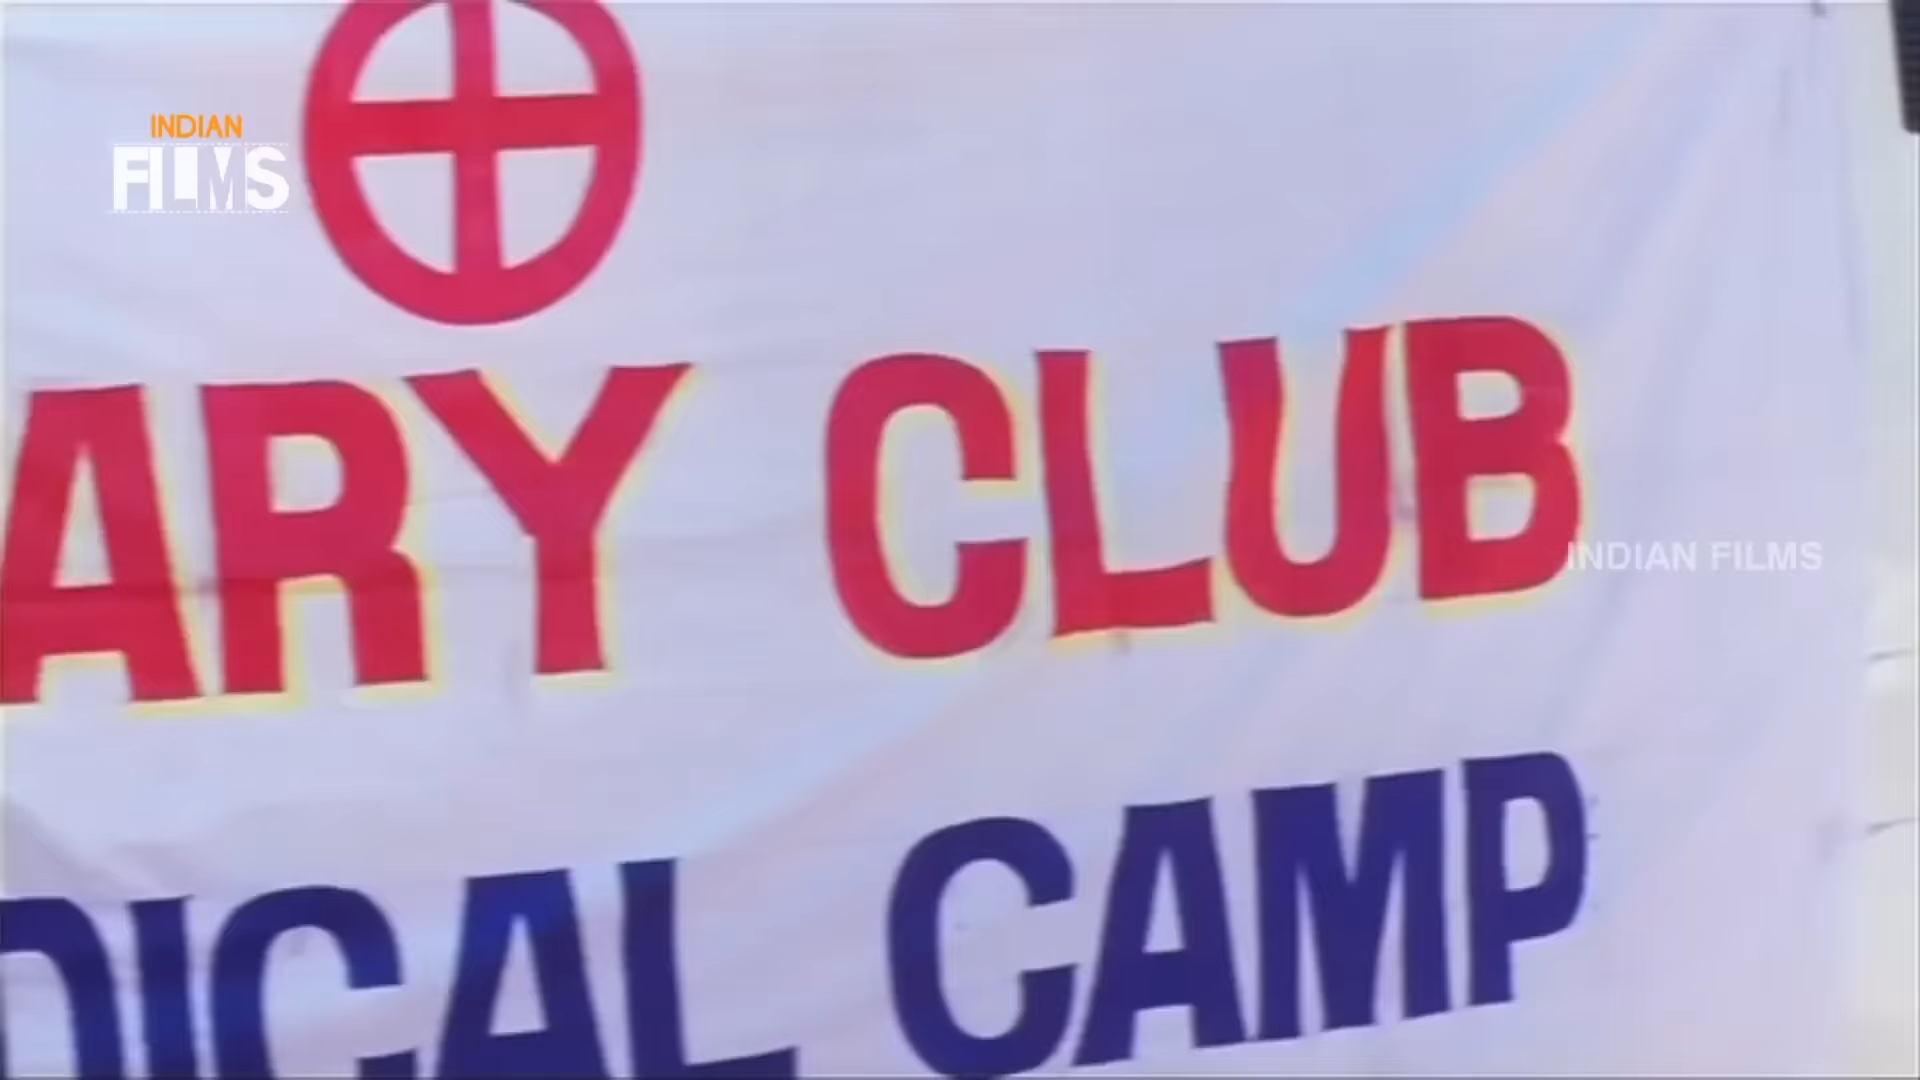 INDIAN
FILMS
ARY CLUB
INDIAN FILMS
DICAL CAMP